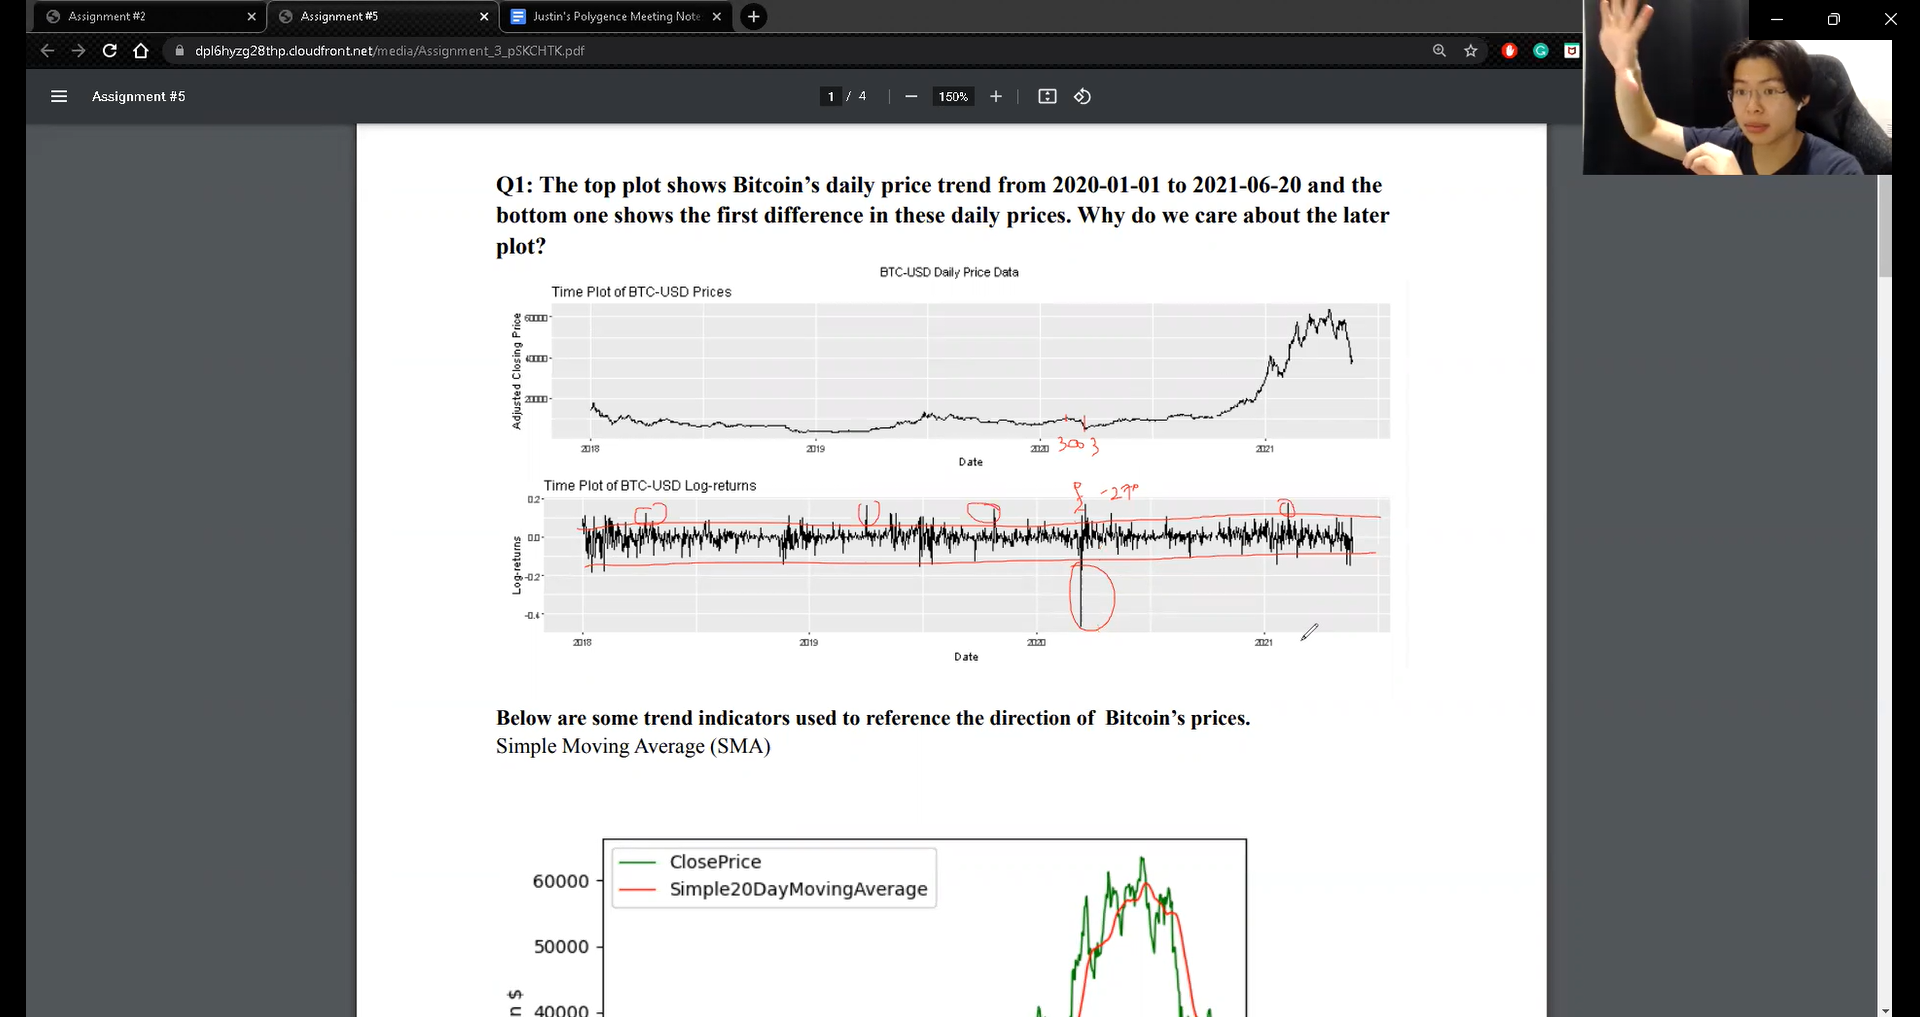 Assignment #2
Assignment #5
Justin's Polygence Meeting Note
dpl6hyzg28thp.cloudfront.net/media/Assignment_3_pSKCHTK.pdf
Assignment #5
1 / 4
150%
Q1: The top plot shows Bitcoin's daily price trend from 2020-01-01 to 2021-06-20 and the
bottom one shows the first difference in these daily prices. Why do we care about the later
plot?
BTC-USD Daily Price Data
Time Plot of BTC-USD Prices
Adjusted Closing Price
60000
40000
20000
2018
2019
2020
2021
Date
Time Plot of BTC-USD Log-returns
Log-returns
0.2
0.0
-0.2
-0.4
2018
2019
2020
2021
Date
Below are some trend indicators used to reference the direction of Bitcoin's prices.
Simple Moving Average (SMA)
ClosePrice
Simple20DayMovingAverage
60000
50000
40000
n $